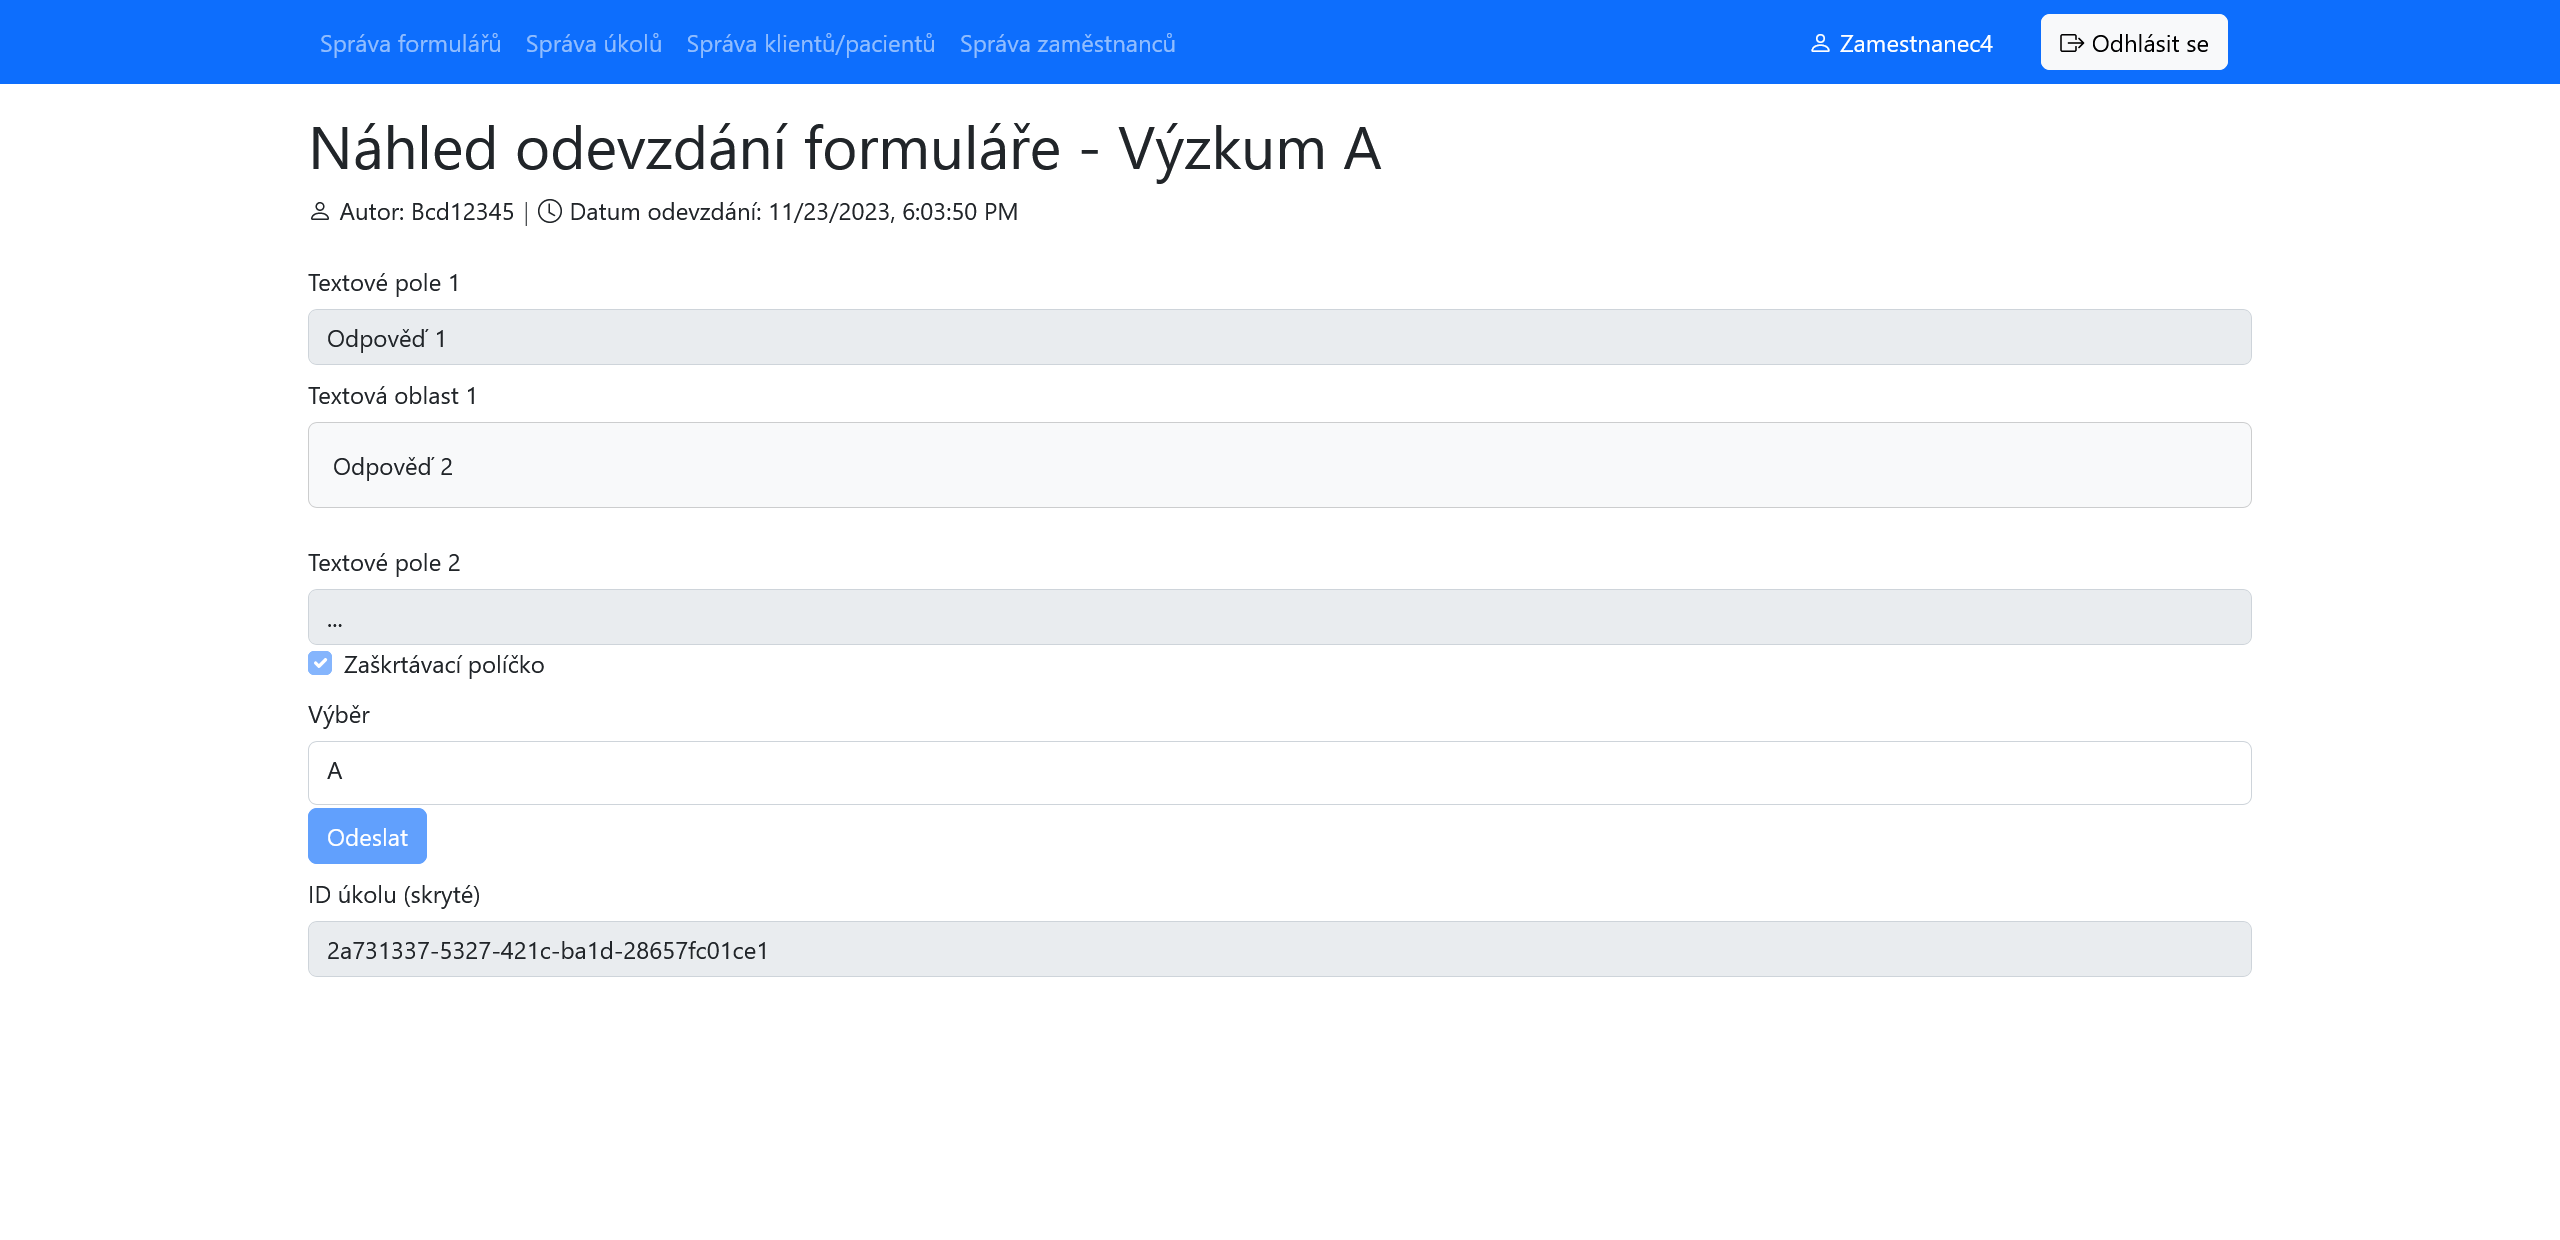 Správa formulářů Správa úkolů Správa klientů/pacientů Správa zaměstnanců Zamestnanec4 Odhlásit se
Náhled odevzdání formuláře - Výzkum A
Autor: Bcd12345 | Datum odevzdání: 11/23/2023, 6:03:50 PM
Textové pole 1
Odpověď 1
Textová oblast 1
Odpověď 2
Textové pole 2
...
Zaškrtávací políčko
Výběr
A
Odeslat
ID úkolu (skryté)
2a731337-5327-421c-ba1d-28657fc01ce1